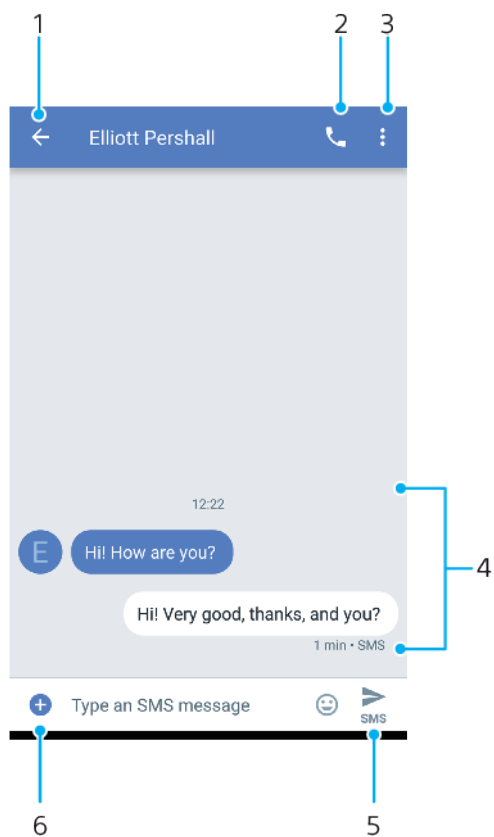 1 2 3
Elliott Pershall
12:22
E Hi! How are you?
Hi! Very good, thanks, and you?
4
1 min • SMS
Type an SMS message
SMS
6 5